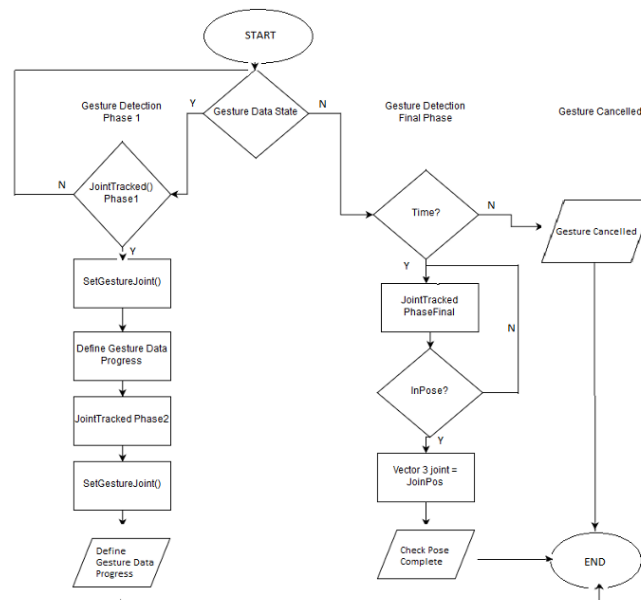 START
Gesture Detection
Phase 1
Y
Gesture Data State
N
Gesture Detection
Final Phase
Gesture Cancelled
N
JointTracked()
Phase1
Time?
N
Gesture Cancelled
Y
Y
SetGestureJoint()
JointTracked
PhaseFinal
N
Define Gesture Data
Progress
InPose?
JointTracked Phase2
Y
SetGestureJoint()
Vector 3 joint =
JoinPos
Define
Gesture Data
Progress
Check Pose
Complete
END